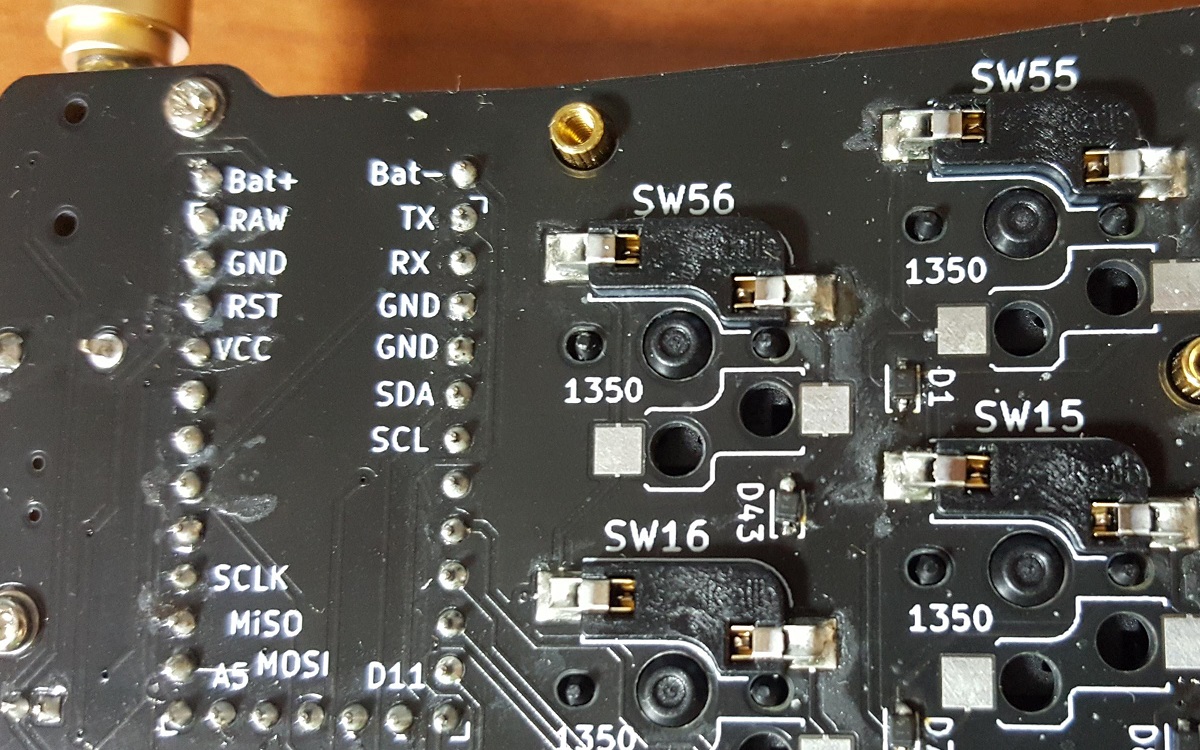 SW55
Bat+
Bat-
SW56
RAW
TX
GND
RX
1350
RST
GND
VCC
GND
1350
SDA
D1
SCL
SW15
D43
SW16
SCLK
MiSO
1350
MOSI
A5
D11
1350